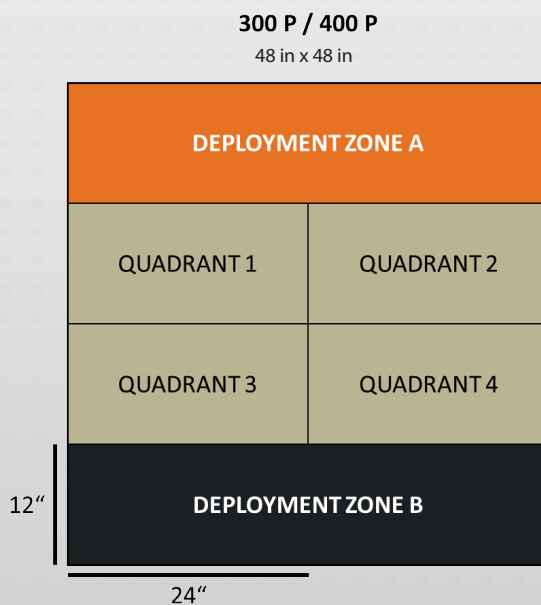 300 P / 400 P
48 in x 48 in
DEPLOYMENT ZONE A
QUADRANT 1
QUADRANT 2
QUADRANT 3
QUADRANT 4
12“
DEPLOYMENT ZONE B
24“